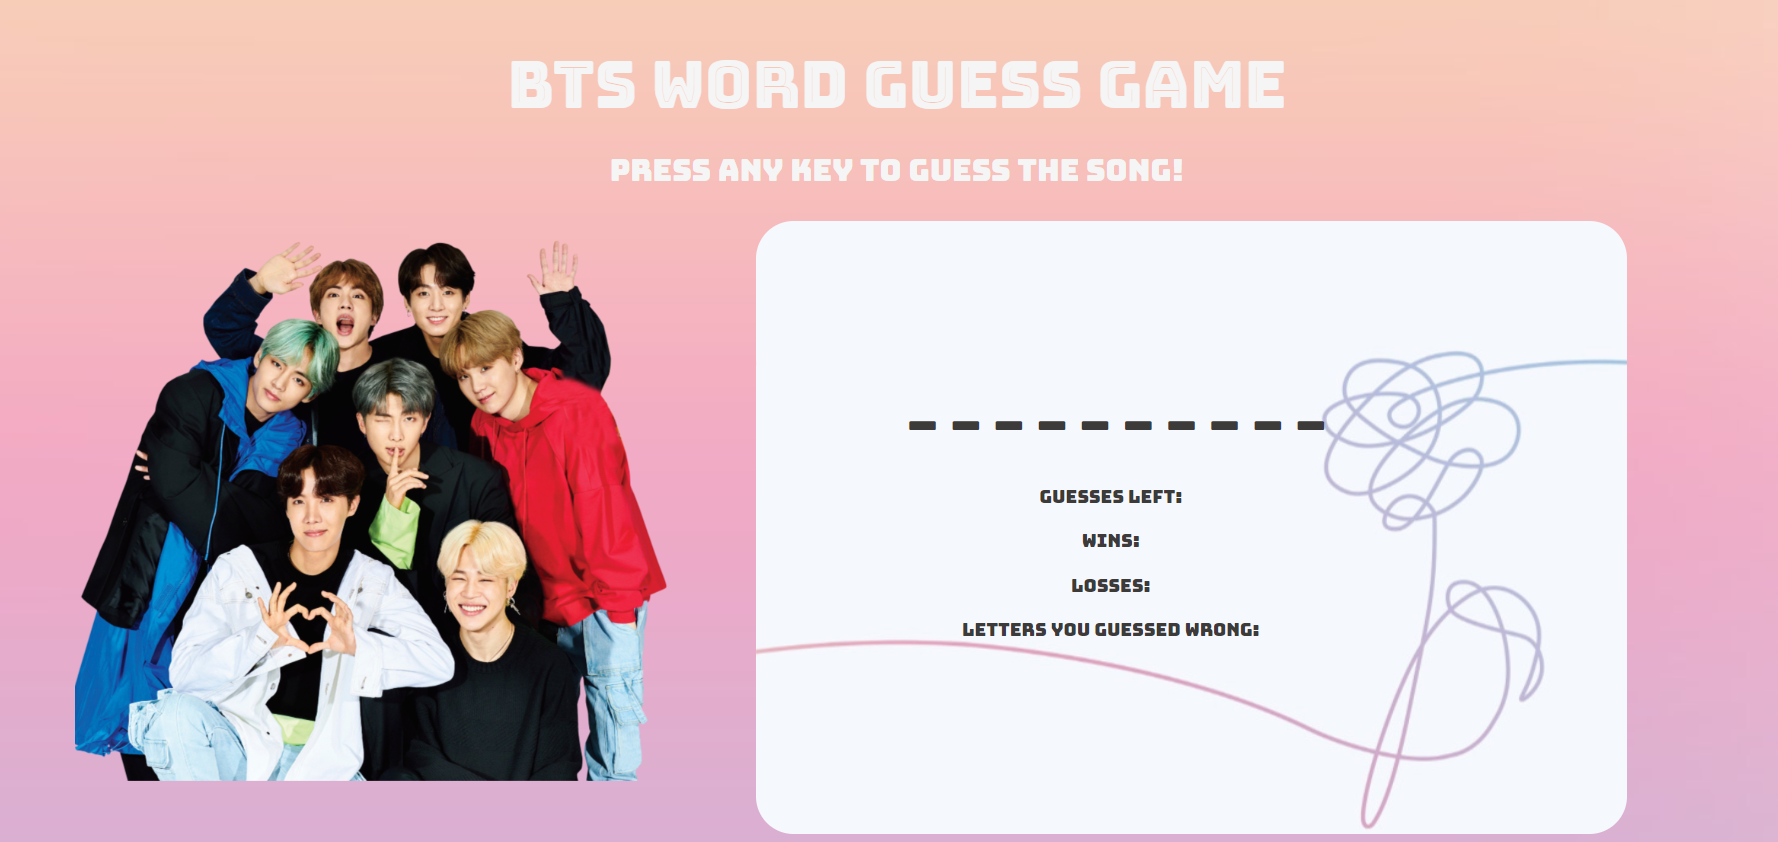 BTS WORD GUESS GAME
PRESS ANY KEY TO GUESS THE SONG!
_ _ _ _ _ _ _ _ _ _
GUESSES LEFT:
WINS:
LOSSES:
LETTERS YOU GUESSED WRONG: